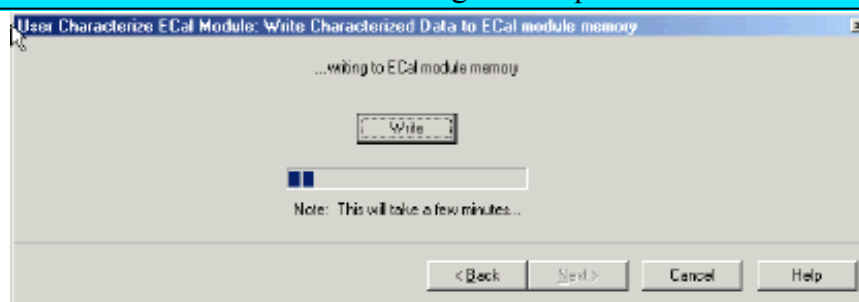 User Characterize ECal Module: Write Characterized Data to ECal module memory
...writing to ECal module memory
Write
Note: This will take a few minutes...
< Back Next > Cancel Help